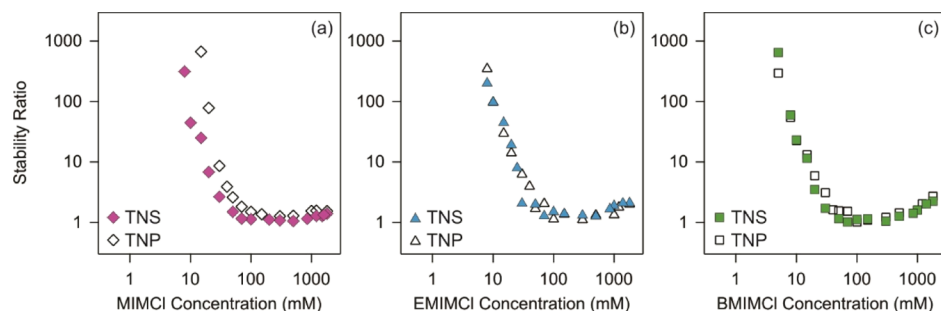 (a)
(b)
(c)
Stability Ratio
1000
100
10
1
1000
100
10
1
1000
100
10
1
TNS
TNP
TNS
TNP
TNS
TNP
1 10 100 1000
1 10 100 1000
1 10 100 1000
MIMCl Concentration (mM)
EMIMCl Concentration (mM)
BMIMCl Concentration (mM)